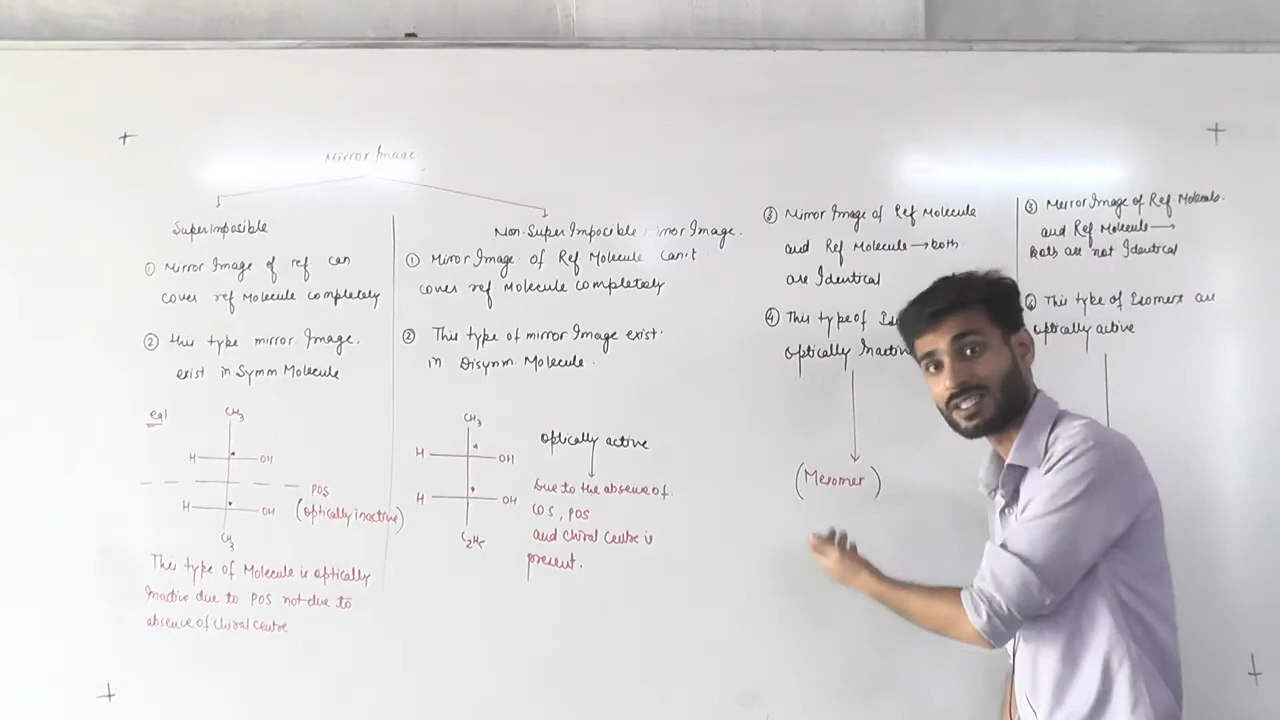 Mirror Image
Superimposible
① Mirror Image of ref can
cover ref Molecule completely
② this type mirror Image.
exist in Symm Molecule
eg1
CH3
H OH
POS
H OH
(optically inactive)
CH3
This type of Molecule is optically
Inactive due to POS not due to
absence of chiral centre
Non-Super Imposible Image.
① Mirror Image of Ref Molecule can't
cover ref Molecule completely
② This type of mirror Image exist
in Disymm. Molecule.
CH3
H OH
H OH
C2H5
optically active
Due to the absence of
COS, POS
and chiral centre is
present.
③ Mirror Image of Ref Molecule
and Ref Molecule → both
are Identical
④ This type of
optically
(Mesomer)
③ Mirror Image of Ref. Molecule.
and Ref Molecule →
Both are not Identical
This type of Isomers are
optically active